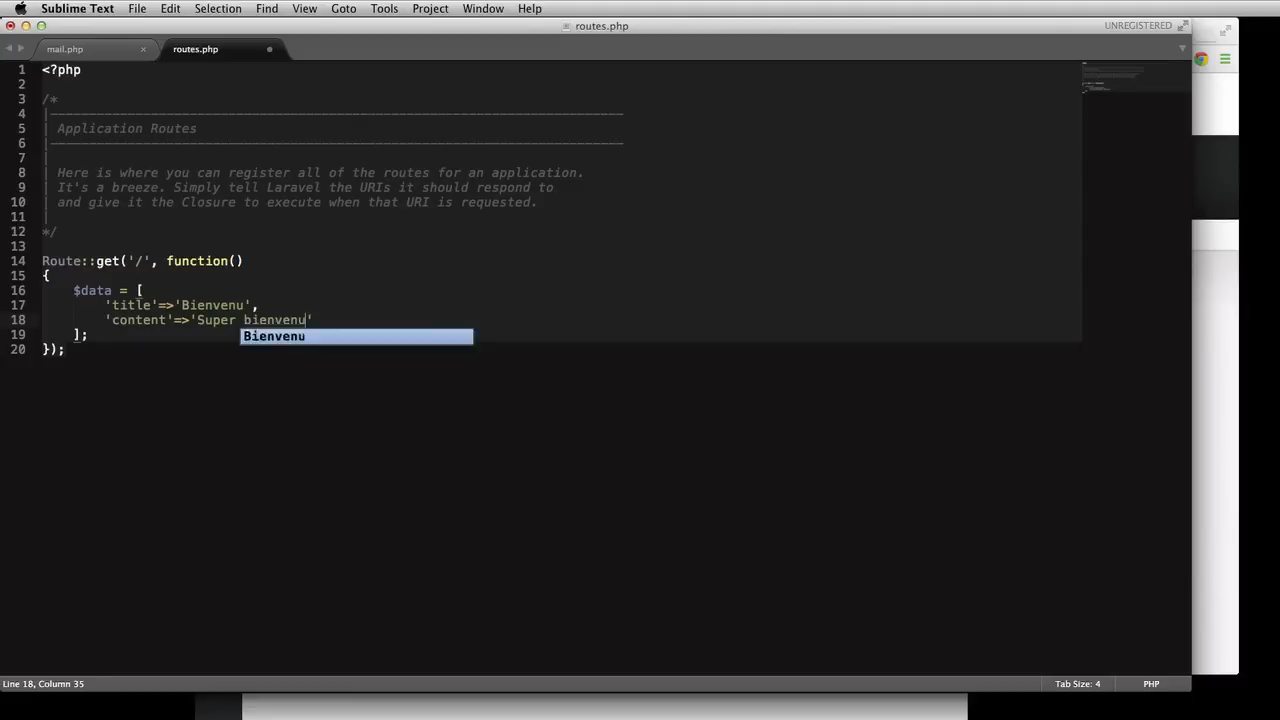 Sublime Text File Edit Selection Find View Goto Tools Project Window Help
routes.php UNREGISTERED
mail.php × routes.php
1 <?php
2
3 /*
4 |--------------------------------------------------------------------------
5 | Application Routes
6 |--------------------------------------------------------------------------
7 |
8 | Here is where you can register all of the routes for an application.
9 | It's a breeze. Simply tell Laravel the URIs it should respond to
10 | and give it the Closure to execute when that URI is requested.
11 |
12 */
13
14 Route::get('/', function()
15 {
16 $data = [
17 'title'=>'Bienvenu',
18 'content'=>'Super bienvenu'
19 ];
Bienvenu
20 });
Line 18, Column 35 Tab Size: 4 PHP